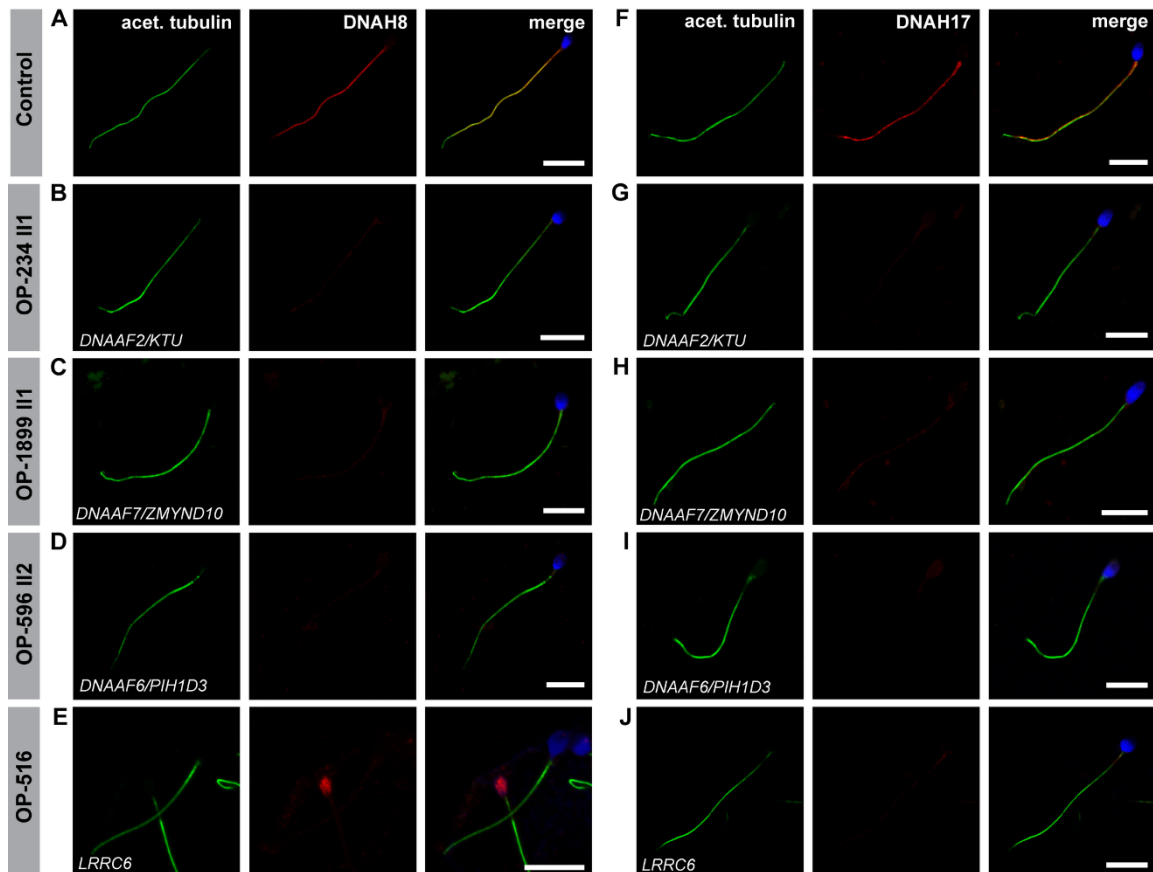 A acet. tubulin DNAH8 merge F acet. tubulin DNAH17 merge
Control
B G
OP-234 II1
DNAAF2/KTU DNAAF2/KTU
C H
OP-1899 II1
DNAAF7/ZMYND10 DNAAF7/ZMYND10
D I
OP-596 II2
DNAAF6/PIH1D3 DNAAF6/PIH1D3
E J
OP-516
LRRC6 LRRC6